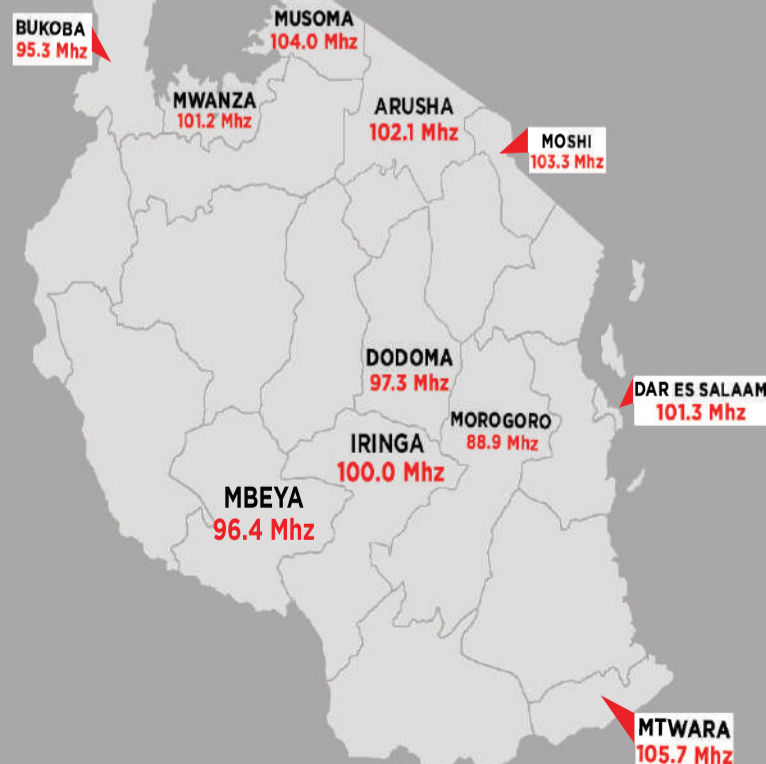 BUKOBA
95.3 Mhz
MUSOMA
104.0 Mhz
MWANZA
101.2 Mhz
ARUSHA
102.1 Mhz
MOSHI
103.3 Mhz
DODOMA
97.3 Mhz
DAR ES SALAAM
101.3 Mhz
MOROGORO
88.9 Mhz
IRINGA
100.0 Mhz
MBEYA
96.4 Mhz
MTWARA
105.7 Mhz